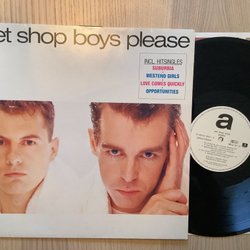 et shop boys please
INCL. HITSINGLES
SUBURBIA
WESTEND GIRLS
LOVE COMES QUICKLY
OPPORTUNITIES
a